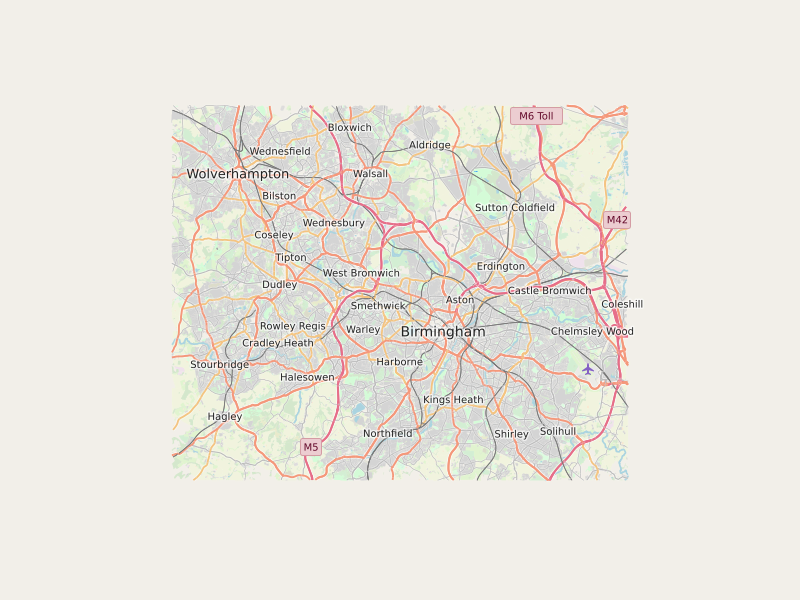 M6 Toll
Bloxwich
Aldridge
Wednesfield
Wolverhampton
Walsall
Bilston
Sutton Coldfield
M42
Wednesbury
Coseley
Tipton
Erdington
West Bromwich
Dudley
Castle Bromwich
Aston
Coleshill
Smethwick
Rowley Regis
Warley
Birmingham
Chelmsley Wood
Cradley Heath
Harborne
Stourbridge
Halesowen
Kings Heath
Hagley
Solihull
Northfield
Shirley
M5